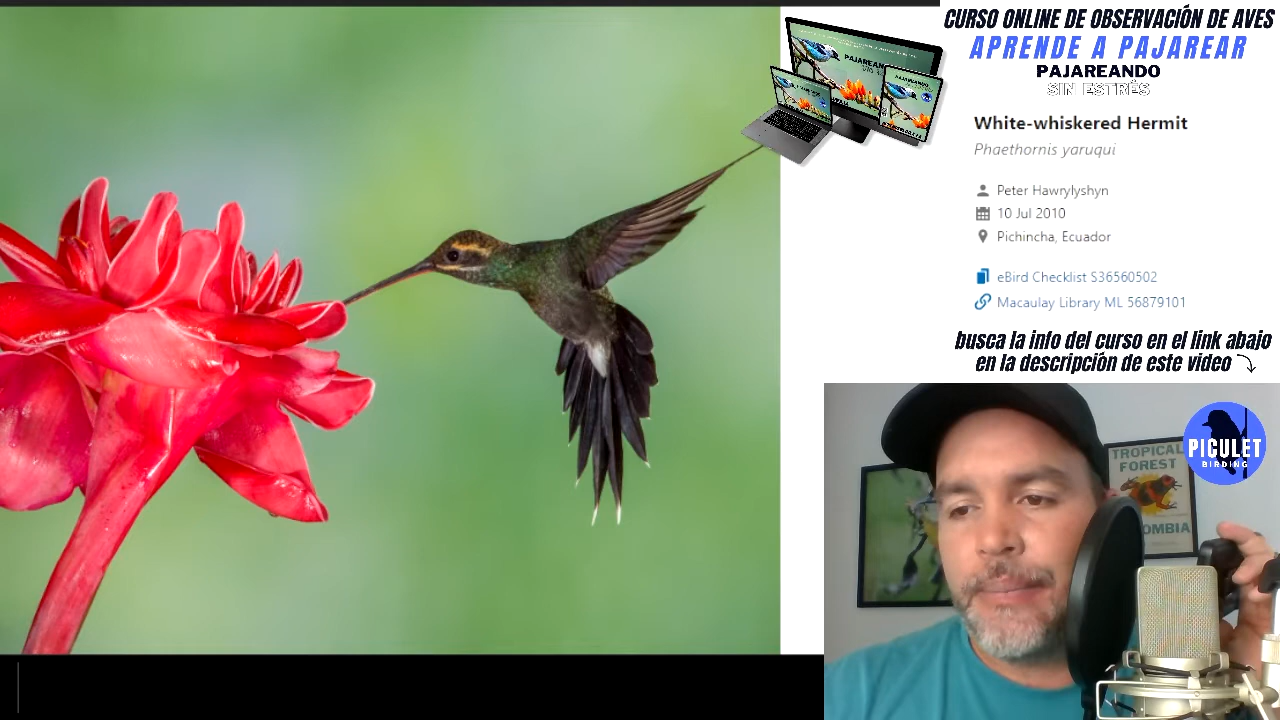 CURSO ONLINE DE OBSERVACIÓN DE AVES
APRENDE A PAJAREAR
PAJAREANDO
SIN ESTRÉS
White-whiskered Hermit
Phaethornis yaruqui
Peter Hawrylyshyn
10 Jul 2010
Pichincha, Ecuador
eBird Checklist S36560502
Macaulay Library ML 56879101
busca la info del curso en el link abajo
en la descripción de este video
TROPICAL
FOREST
OMBIA
PICULET
BIRDING